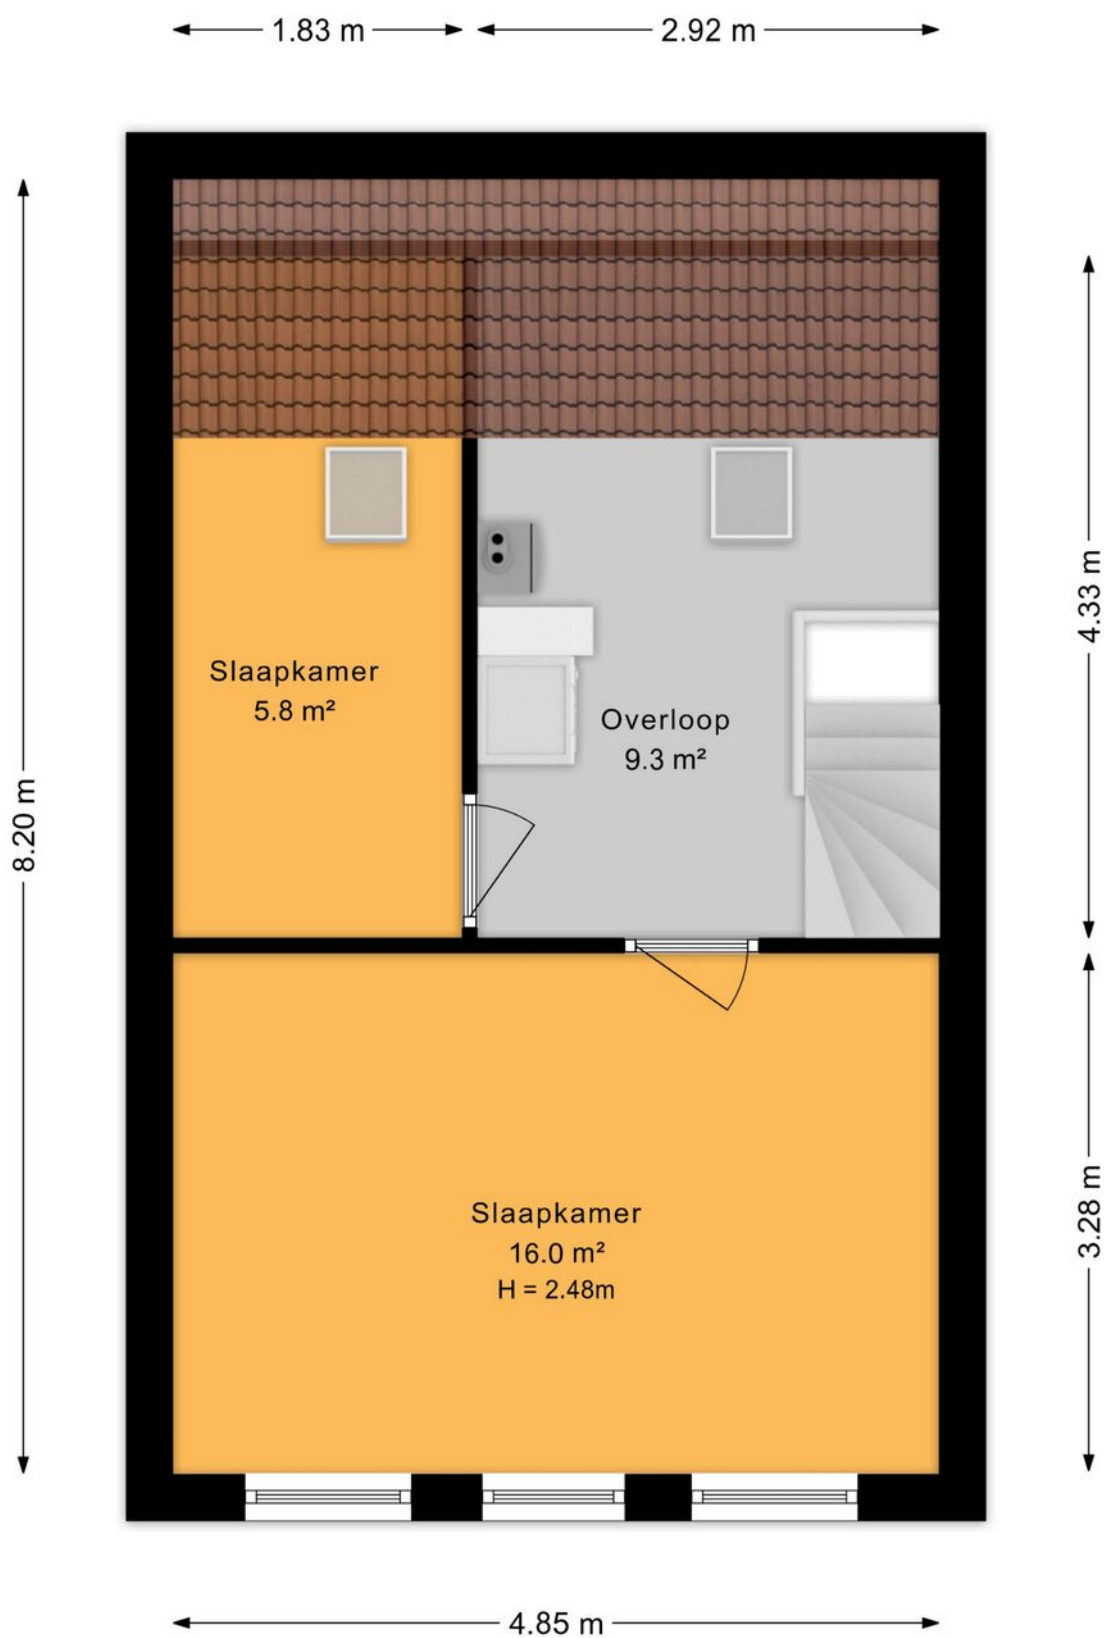 1.83 m
2.92 m
4.33 m
Slaapkamer
5.8 m²
Overloop
9.3 m²
8.20 m
3.28 m
Slaapkamer
16.0 m²
H = 2.48m
4.85 m